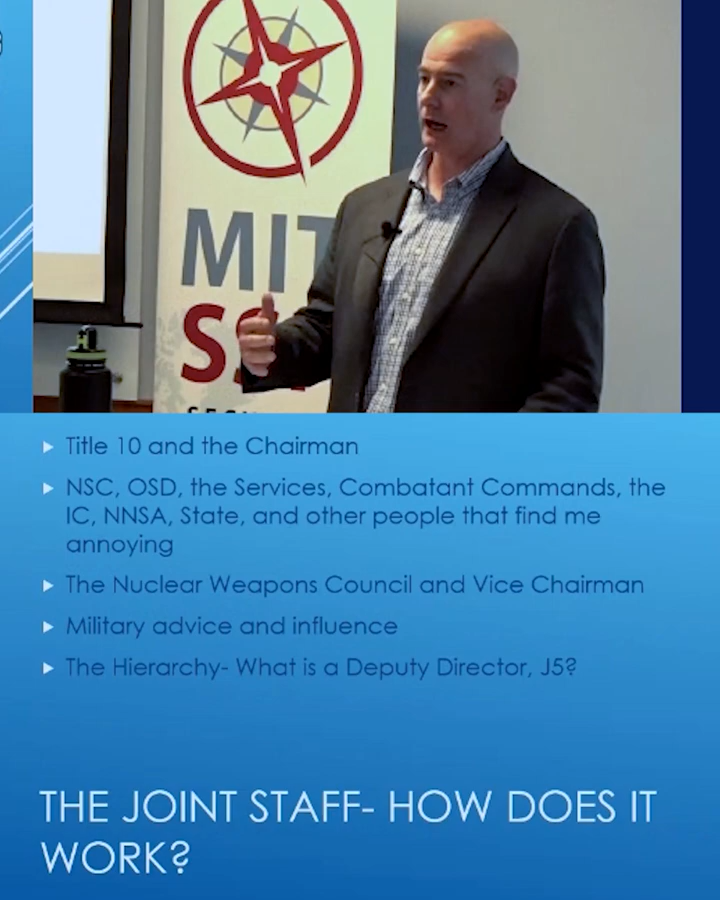 MIT
Title 10 and the Chairman
NSC, OSD, the Services, Combatant Commands, the
IC, NNSA, State, and other people that find me
annoying
The Nuclear Weapons Council and Vice Chairman
Military advice and influence
The Hierarchy- What is a Deputy Director, J5?
THE JOINT STAFF- HOW DOES IT
WORK?